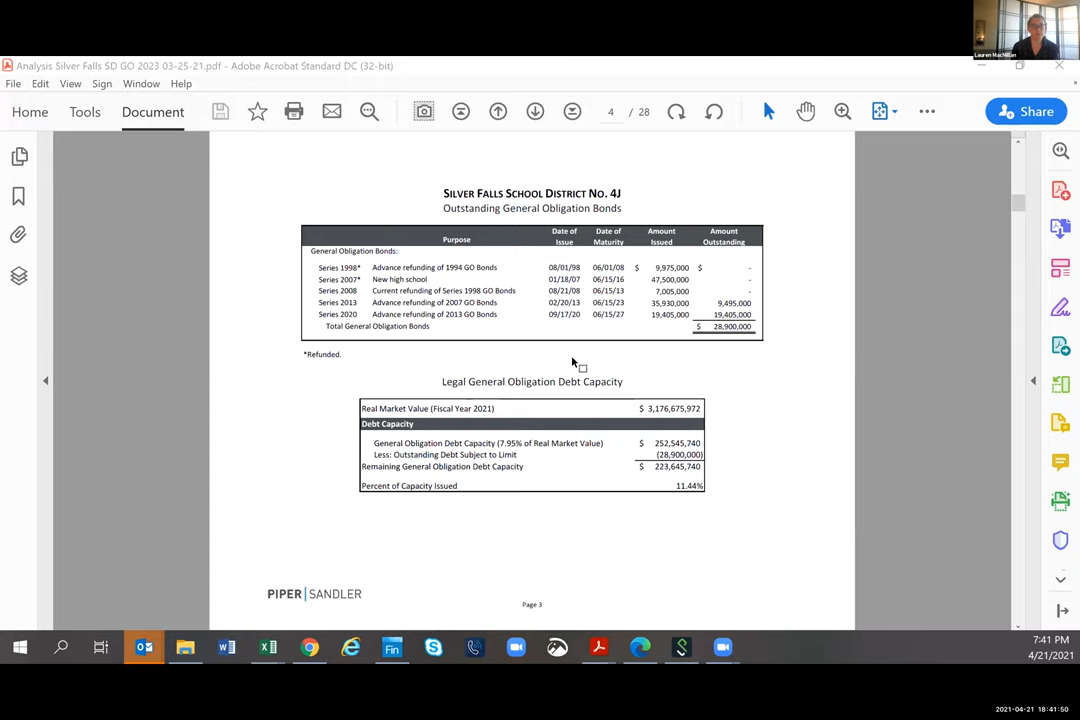 Lauren MacMillan
Analysis Silver Falls SD GO 2023 03-25-21.pdf - Adobe Acrobat Standard DC (32-bit)
File Edit View Sign Window Help
Home Tools Document 4 / 28 Share
SILVER FALLS SCHOOL DISTRICT NO. 4J
Outstanding General Obligation Bonds
Purpose Date of Issue Date of Maturity Amount Issued Amount Outstanding
General Obligation Bonds:
Series 1998* Advance refunding of 1994 GO Bonds 08/01/98 06/01/08 $ 9,975,000 $ -
Series 2007* New high school 01/18/07 06/15/16 47,500,000 -
Series 2008 Current refunding of Series 1998 GO Bonds 08/21/08 06/15/13 7,005,000 -
Series 2013 Advance refunding of 2007 GO Bonds 02/20/13 06/15/23 35,930,000 9,495,000
Series 2020 Advance refunding of 2013 GO Bonds 09/17/20 06/15/27 19,405,000 19,405,000
Total General Obligation Bonds $ 28,900,000
*Refunded.
Legal General Obligation Debt Capacity
Real Market Value (Fiscal Year 2021) $ 3,176,675,972
Debt Capacity
General Obligation Debt Capacity (7.95% of Real Market Value) $ 252,545,740
Less: Outstanding Debt Subject to Limit (28,900,000)
Remaining General Obligation Debt Capacity $ 223,645,740
Percent of Capacity Issued 11.44%
PIPER | SANDLER
Page 3
Fin
7:41 PM
4/21/2021
2021-04-21 18:41:50